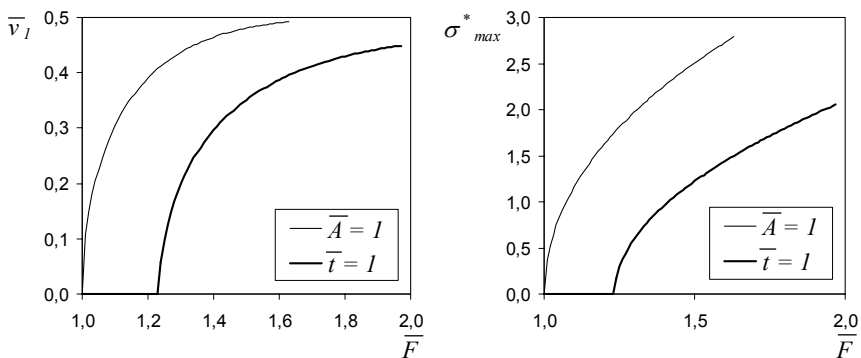 v̅₁
0,5
0,4
0,3
0,2
0,1
0,0
1,0 1,2 1,4 1,6 1,8 2,0
F̅
A̅ = 1
t̅ = 1
σ*max
3,0
2,5
2,0
1,5
1,0
0,5
0,0
1,0 1,5 2,0
F̅
A̅ = 1
t̅ = 1